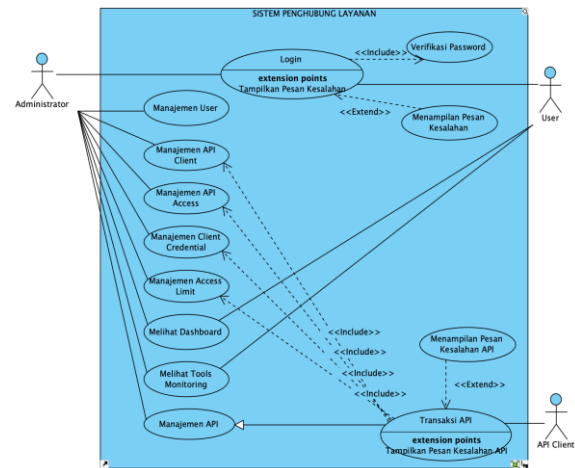 SISTEM PENGHUBUNG LAYANAN
Login
extension points
Tampilkan Pesan Kesalahan
<<Include>>
Verifikasi Password
<<Extend>>
Menampilan Pesan
Kesalahan
Administrator
User
Manajemen User
Manajemen API
Client
Manajemen API
Access
Manajemen Client
Credential
Manajemen Access
Limit
Melihat Dashboard
Melihat Tools
Monitoring
Manajemen API
<<Include>>
<<Include>>
<<Include>>
<<Include>>
Menampilan Pesan
Kesalahan API
<<Extend>>
Transaksi API
extension points
Tampilkan Pesan Kesalahan API
API Client